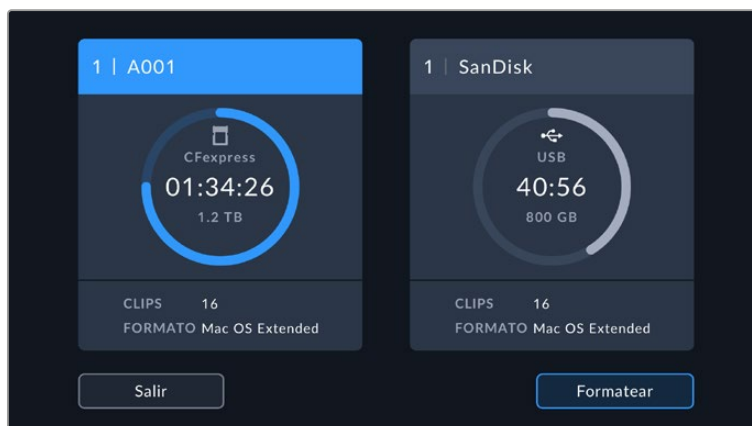 1 | A001
CFexpress
01:34:26
1.2 TB
CLIPS 16
FORMATO Mac OS Extended
1 | SanDisk
USB
40:56
800 GB
CLIPS 16
FORMATO Mac OS Extended
Salir
Formatear